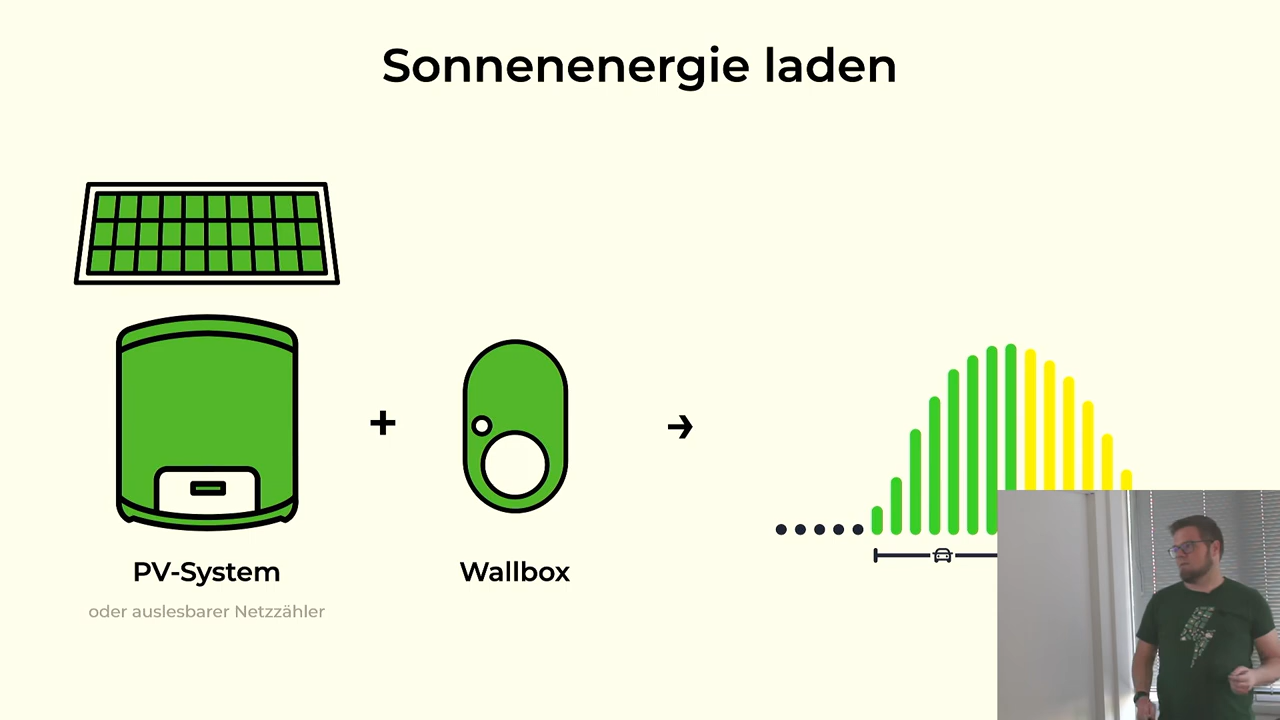 Sonnenenergie laden
+
→
PV-System
Wallbox
oder auslesbarer Netzzähler